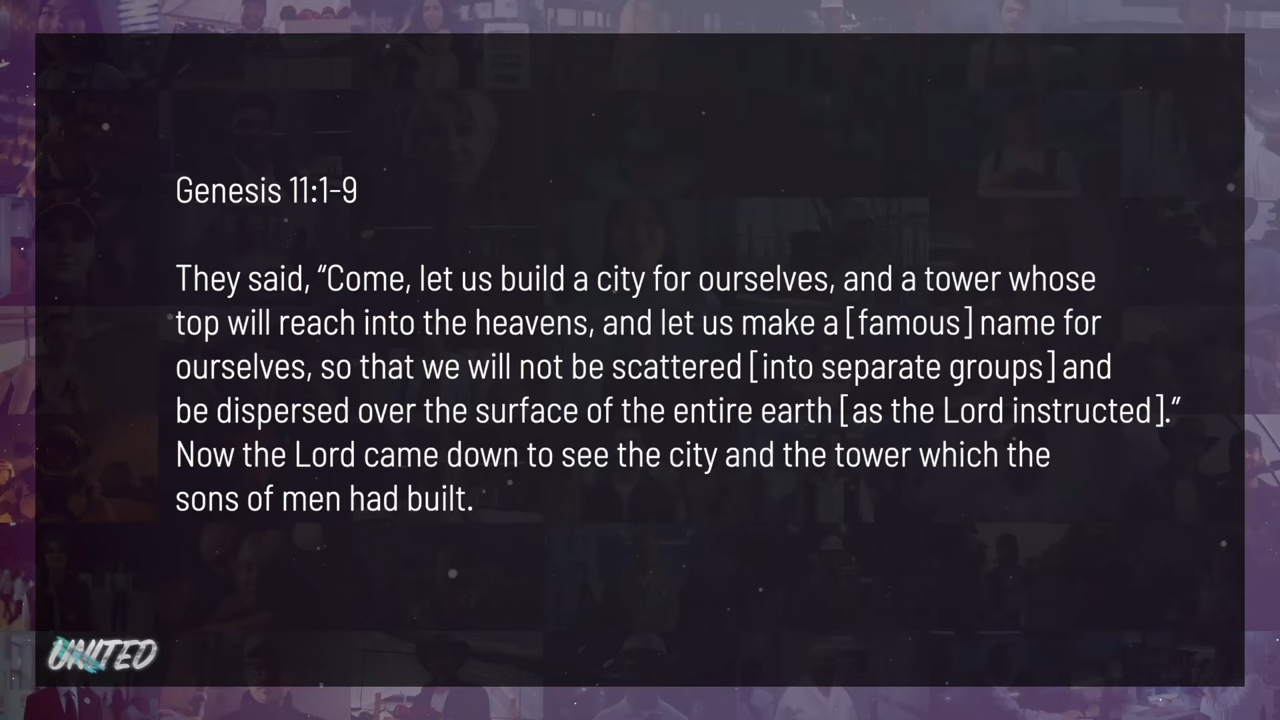 Genesis 11:1-9
They said, “Come, let us build a city for ourselves, and a tower whose
top will reach into the heavens, and let us make a [famous] name for
ourselves, so that we will not be scattered [into separate groups] and
be dispersed over the surface of the entire earth [as the Lord instructed].”
Now the Lord came down to see the city and the tower which the
sons of men had built.
UNITED